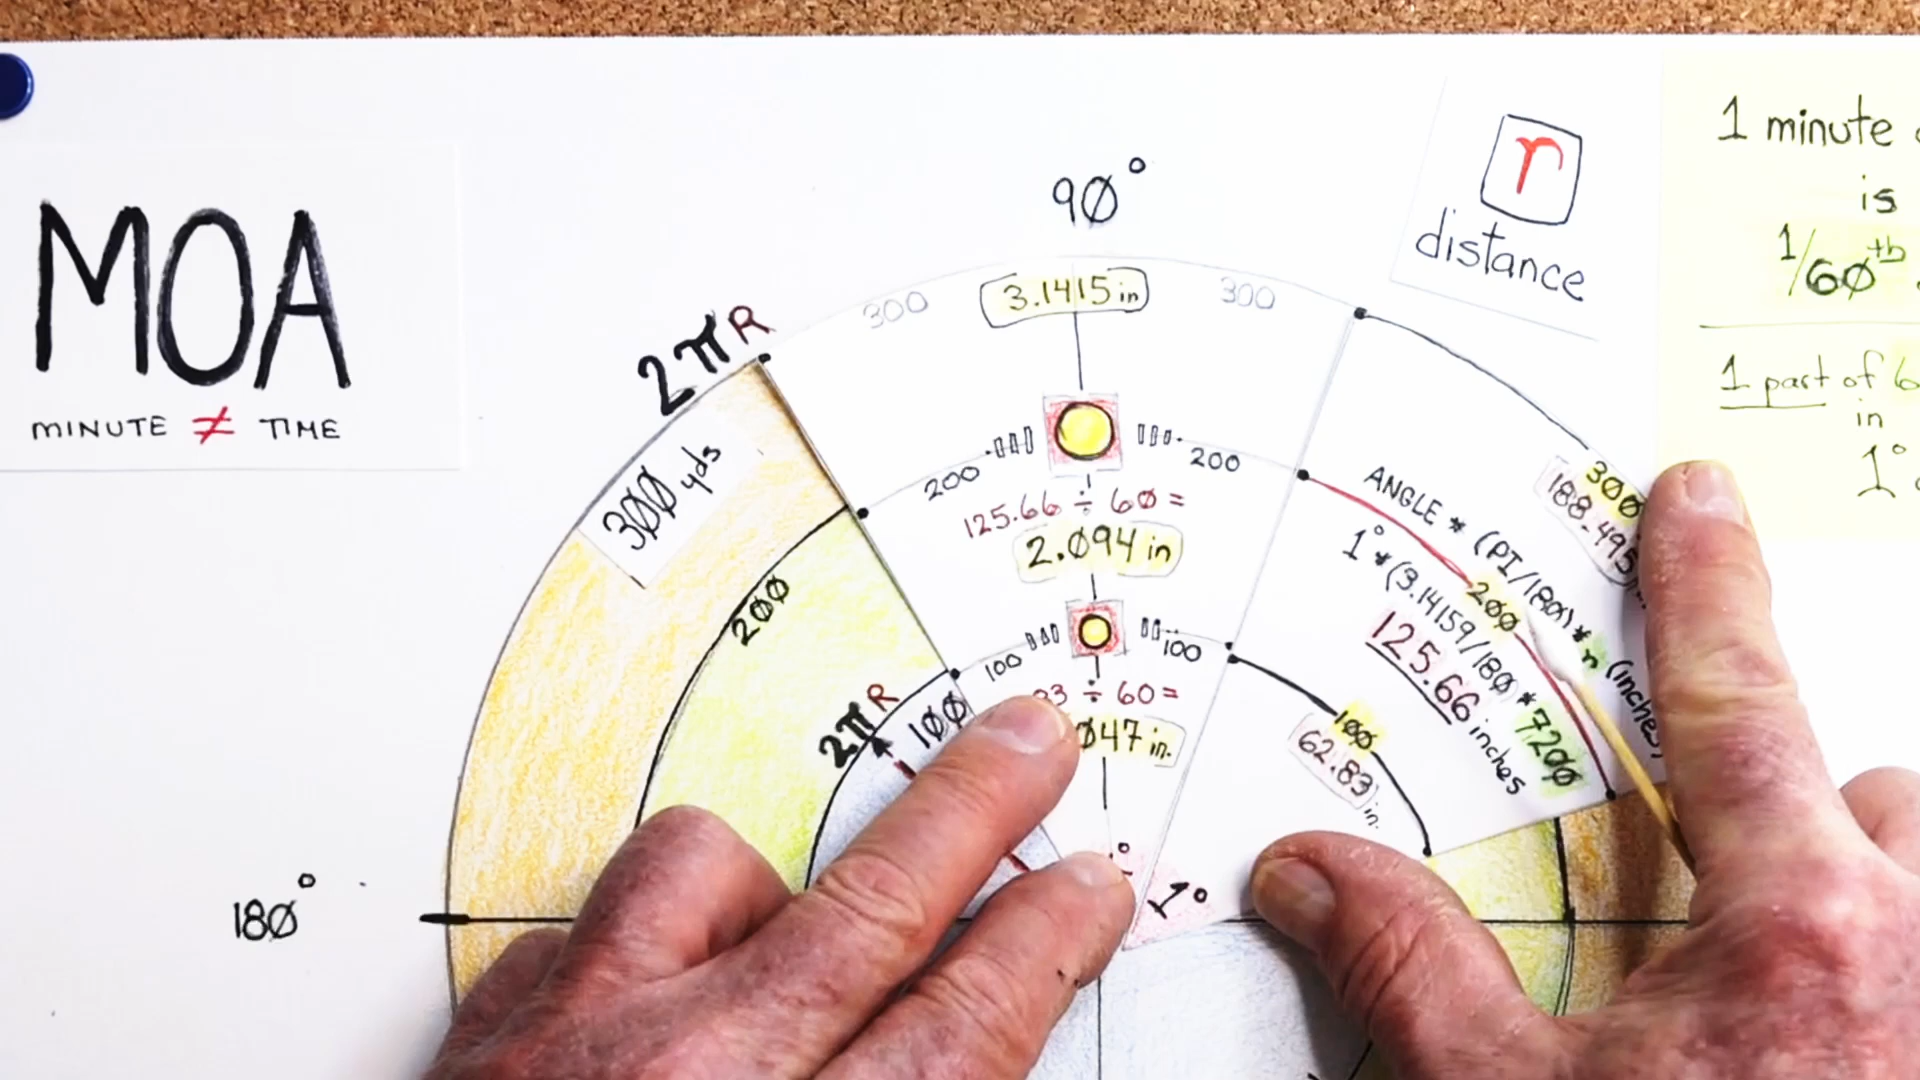 MOA
MINUTE ≠ TIME
90°
r
distance
1 minute
is
1/60th
1 part of 6
in
1°
2πR
300
3.1415 in
300
300 yds
200
200
200
125.66 ÷ 60 =
2.094 in
100
100
÷ 60 =
047 in.
2πR
100
300
188.495
ANGLE * (PI/180) * r (inches)
1° * (3.14159/180) * 7200
200
125.66 inches
100
62.83 in.
1°
180°